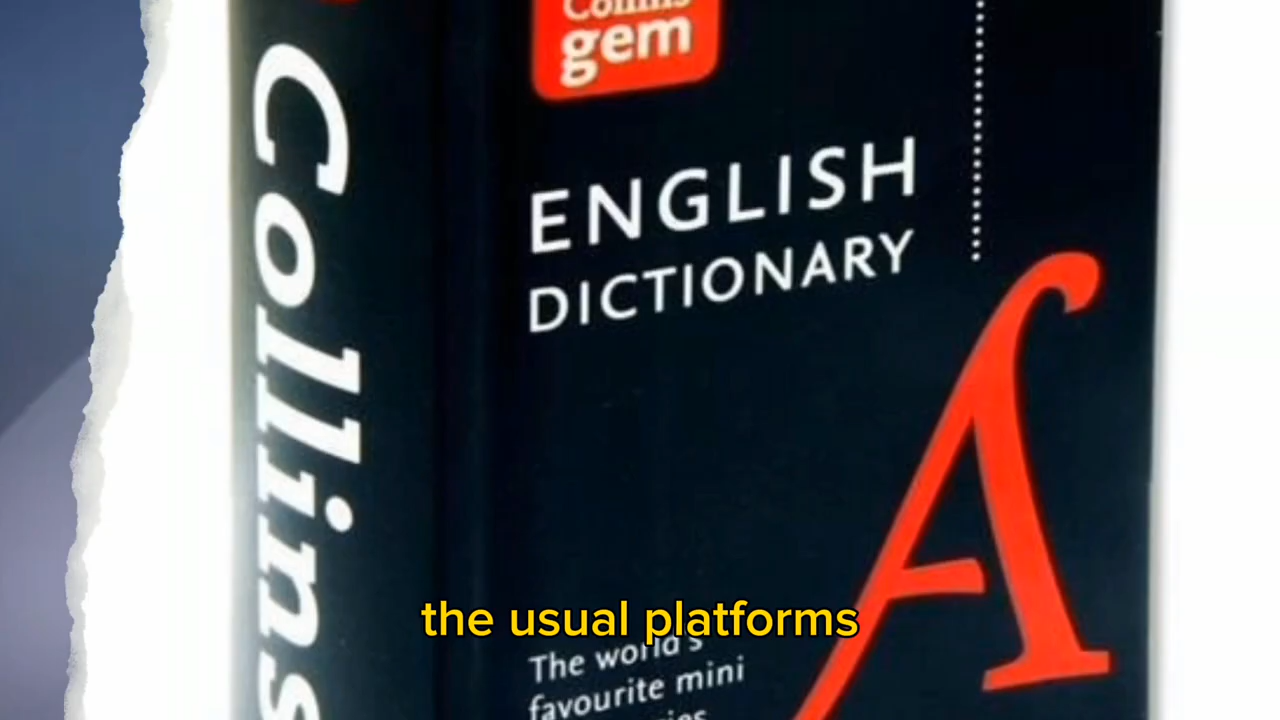 Collins
Collins
gem
ENGLISH
DICTIONARY
the usual platforms
The world's
favourite mini